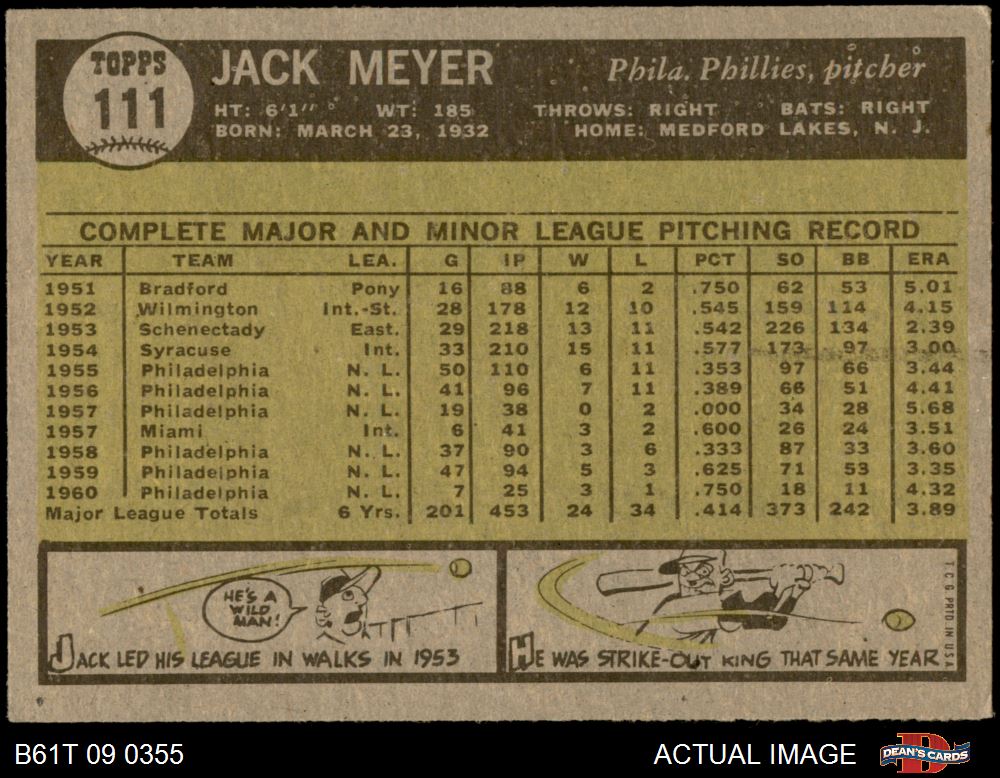 TOPPS
111
JACK MEYER
Phila. Phillies, pitcher
HT: 6'1" WT: 185 THROWS: RIGHT BATS: RIGHT
BORN: MARCH 23, 1932 HOME: MEDFORD LAKES, N. J.
COMPLETE MAJOR AND MINOR LEAGUE PITCHING RECORD
YEAR TEAM LEA. G IP W L PCT SO BB ERA
1951 Bradford Pony 16 88 6 2 .750 62 53 5.01
1952 Wilmington Int.-St. 28 178 12 10 .545 159 114 4.15
1953 Schenectady East. 29 218 13 11 .542 226 134 2.39
1954 Syracuse Int. 33 210 15 11 .577 173 97 3.00
1955 Philadelphia N. L. 50 110 6 11 .353 97 66 3.44
1956 Philadelphia N. L. 41 96 7 11 .389 66 51 4.41
1957 Philadelphia N. L. 19 38 0 2 .000 34 28 5.68
1957 Miami Int. 6 41 3 2 .600 26 24 3.51
1958 Philadelphia N. L. 37 90 3 6 .333 87 33 3.60
1959 Philadelphia N. L. 47 94 5 3 .625 71 53 3.35
1960 Philadelphia N. L. 7 25 3 1 .750 18 11 4.32
Major League Totals 6 Yrs. 201 453 24 34 .414 373 242 3.89
HE'S A
WILD
MAN!
JACK LED HIS LEAGUE IN WALKS IN 1953
HE WAS STRIKE-OUT KING THAT SAME YEAR
T.C.G. PRTD. IN U.S.A.
B61T 09 0355
ACTUAL IMAGE
DEAN'S CARDS